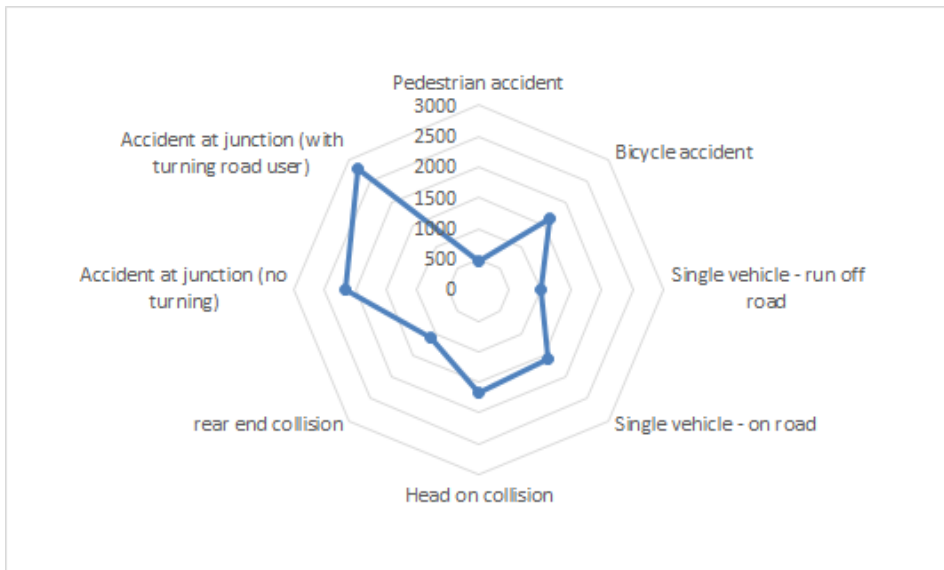 Pedestrian accident
3000
2500
2000
1500
1000
500
0
Accident at junction (with
turning road user)
Bicycle accident
Accident at junction (no
turning)
Single vehicle - run off
road
rear end collision
Single vehicle - on road
Head on collision